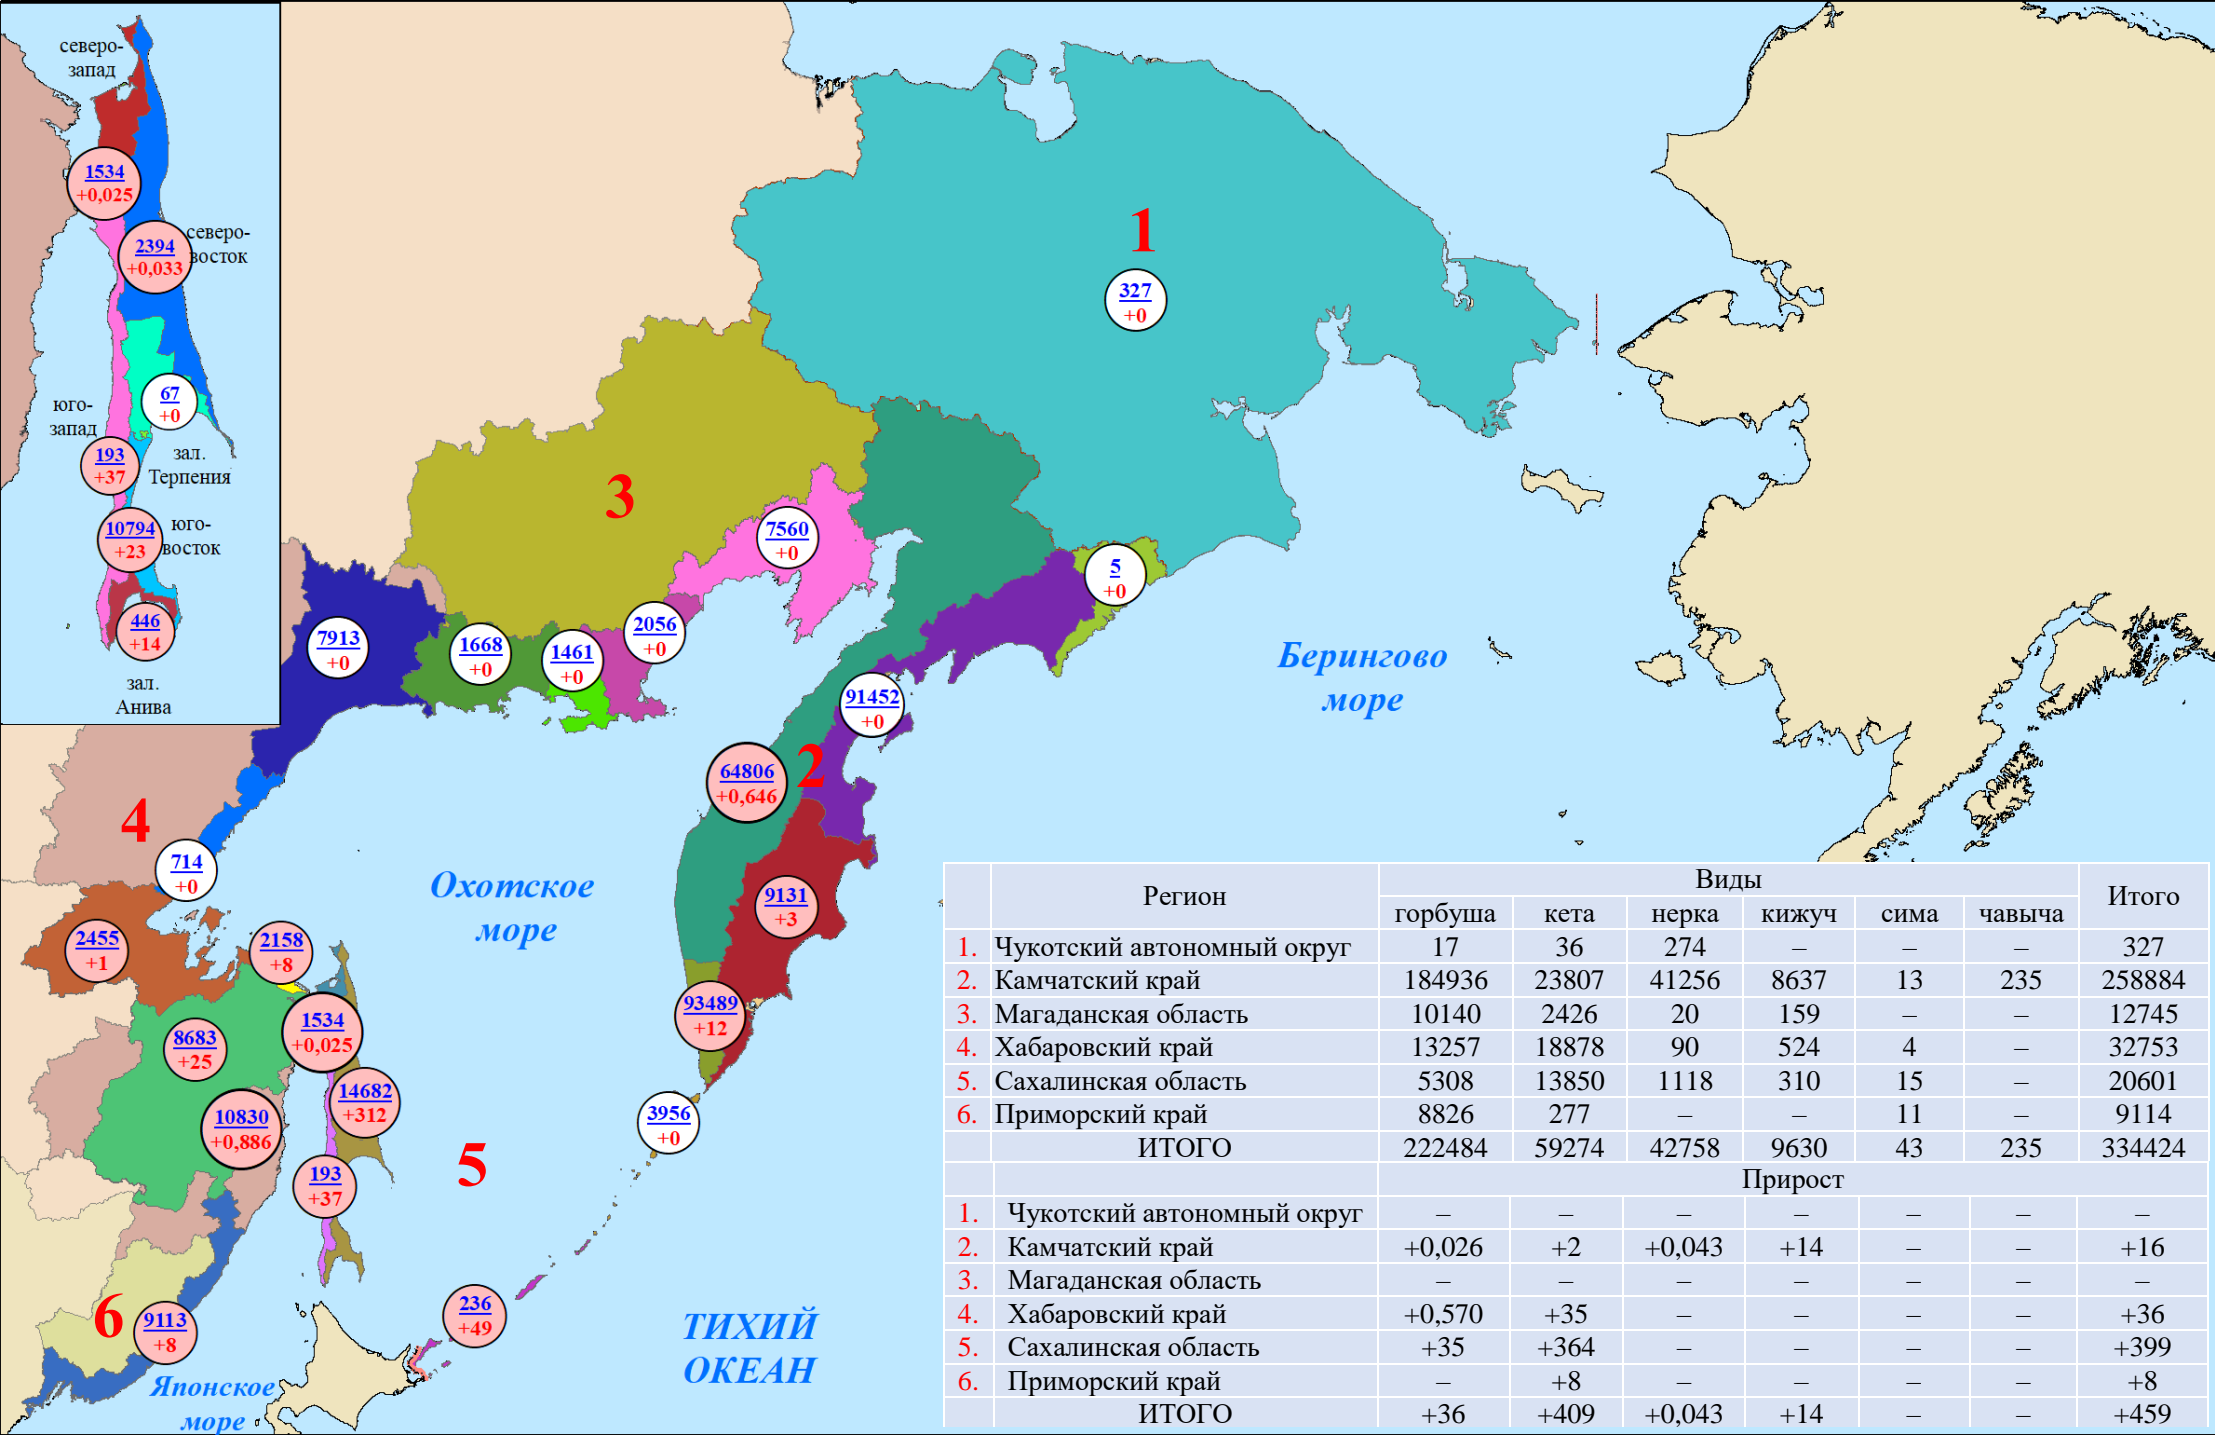 северо-
запад
1534
+0,025
северо-
восток
2394
+0,033
67
+0
юго-
запад
зал.
Терпения
193
+37
юго-
восток
10794
+23
446
+14
зал.
Анива
1
327
+0
3
7560
+0
5
+0
7913
+0
1668
+0
1461
+0
2056
+0
Берингово
море
91452
+0
2
64806
+0,646
4
714
+0
Охотское
море
9131
+3
2455
+1
2158
+8
93489
+12
1534
+0,025
8683
+25
14682
+312
10830
+0,886
3956
+0
5
193
+37
6
9113
+8
236
+49
ТИХИЙ
ОКЕАН
Японское
море
Регион Виды Итого
горбуша кета нерка кижуч сима чавыча
1. Чукотский автономный округ 17 36 274 – – – 327
2. Камчатский край 184936 23807 41256 8637 13 235 258884
3. Магаданская область 10140 2426 20 159 – – 12745
4. Хабаровский край 13257 18878 90 524 4 – 32753
5. Сахалинская область 5308 13850 1118 310 15 – 20601
6. Приморский край 8826 277 – – 11 – 9114
ИТОГО 222484 59274 42758 9630 43 235 334424
Прирост
1. Чукотский автономный округ – – – – – – –
2. Камчатский край +0,026 +2 +0,043 +14 – – +16
3. Магаданская область – – – – – – –
4. Хабаровский край +0,570 +35 – – – – +36
5. Сахалинская область +35 +364 – – – – +399
6. Приморский край – +8 – – – – +8
ИТОГО +36 +409 +0,043 +14 – – +459